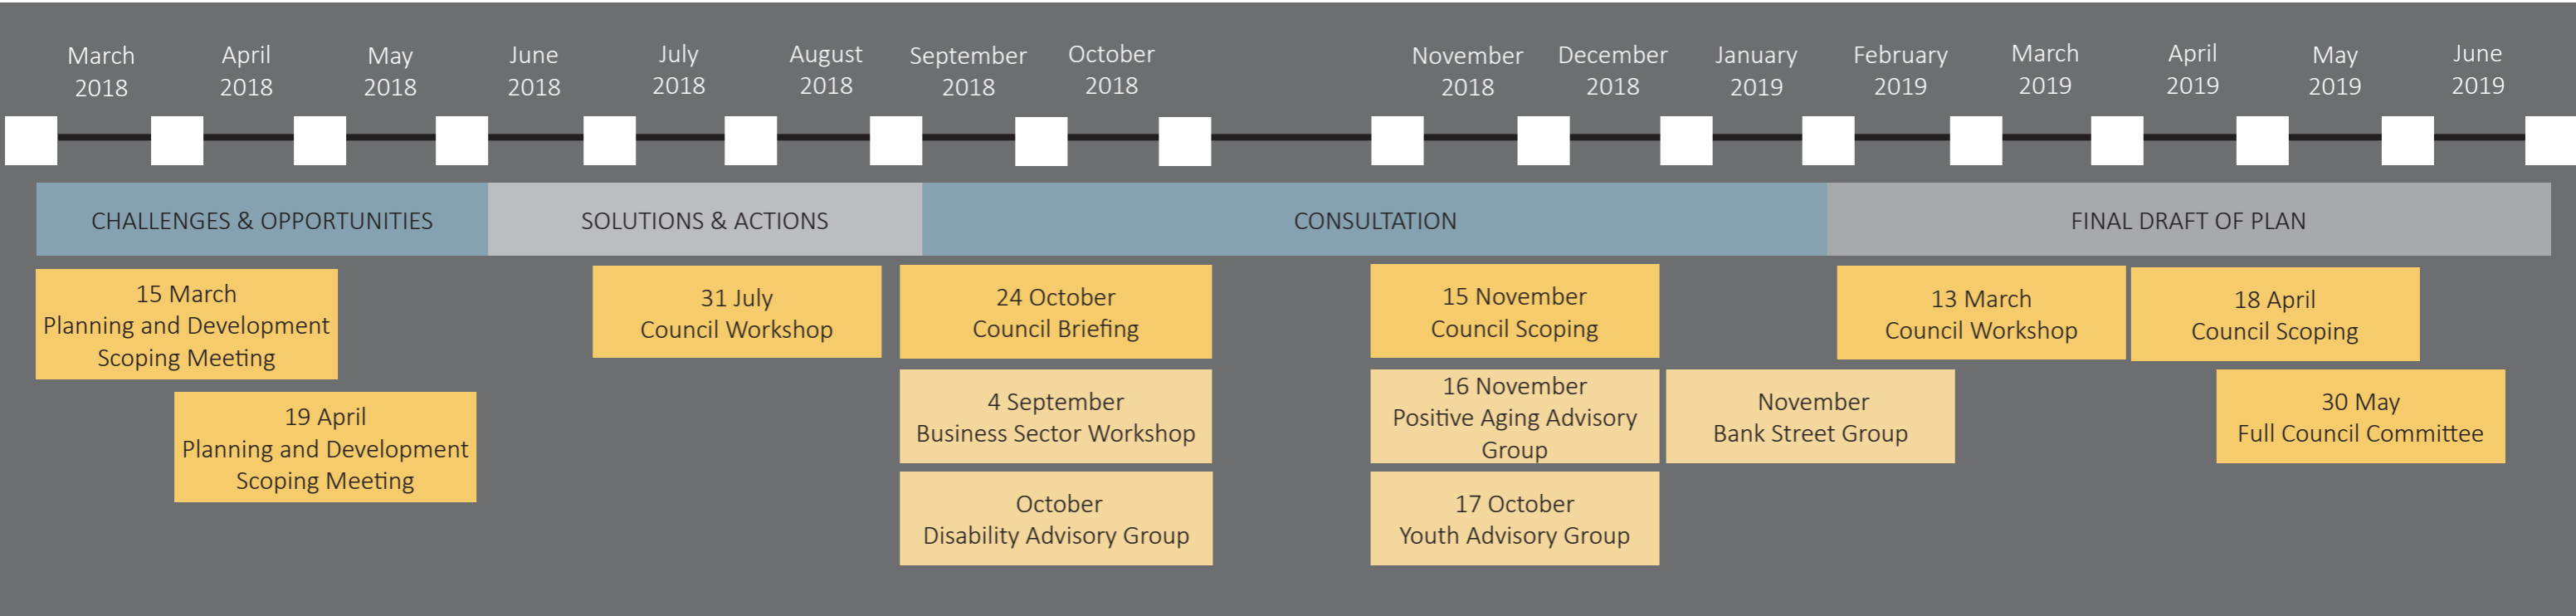 March
2018
April
2018
May
2018
June
2018
July
2018
August
2018
September
2018
October
2018
November
2018
December
2018
January
2019
February
2019
March
2019
April
2019
May
2019
June
2019
CHALLENGES & OPPORTUNITIES
SOLUTIONS & ACTIONS
CONSULTATION
FINAL DRAFT OF PLAN
15 March
Planning and Development
Scoping Meeting
19 April
Planning and Development
Scoping Meeting
31 July
Council Workshop
24 October
Council Briefing
4 September
Business Sector Workshop
October
Disability Advisory Group
15 November
Council Scoping
16 November
Positive Aging Advisory
Group
17 October
Youth Advisory Group
November
Bank Street Group
13 March
Council Workshop
18 April
Council Scoping
30 May
Full Council Committee